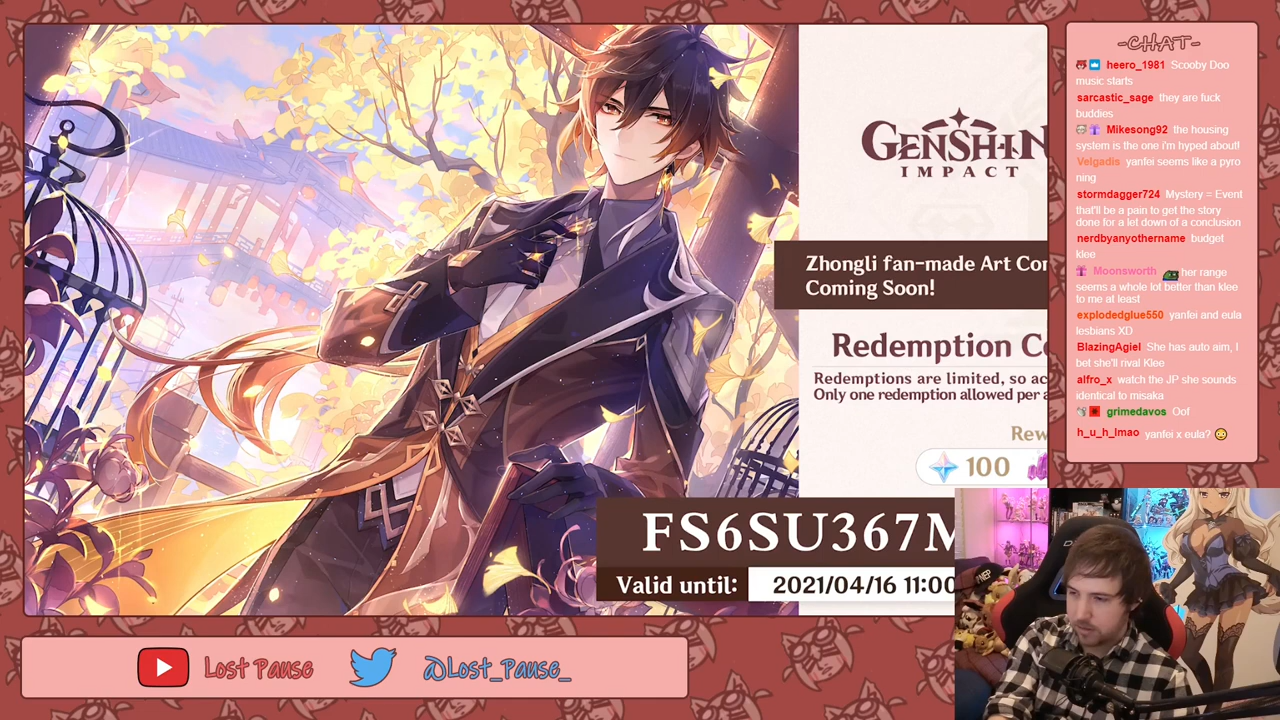 GENSHIN
IMPACT
Zhongli fan-made Art Con
Coming Soon!
Redemption Co
Redemptions are limited, so ac
Only one redemption allowed per a
Rew
100
FS6SU367M
Valid until: 2021/04/16 11:00
-CHAT-
heero_1981 Scooby Doo
music starts
sarcastic_sage they are fuck
buddies
Mikesong92 the housing
system is the one i'm hyped about!
Velgadis yanfei seems like a pyro
ning
stormdagger724 Mystery = Event
that'll be a pain to get the story
done for a let down of a conclusion
nerdbyanyothername budget
klee
Moonsworth her range
seems a whole lot better than klee
to me at least
explodedglue550 yanfei and eula
lesbians XD
BlazingAgiel She has auto aim, I
bet she'll rival Klee
alfro_x watch the JP she sounds
identical to misaka
grimedavos Oof
h_u_h_lmao yanfei x eula?
NEP
Lost Pause @Lost_Pause_